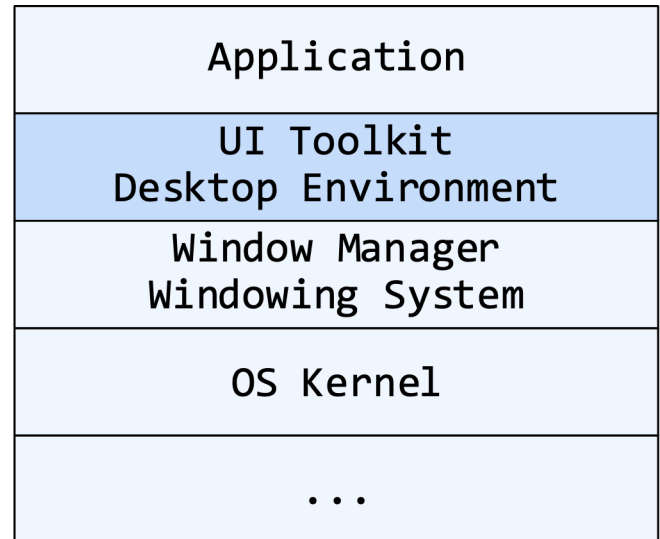 Application
UI Toolkit
Desktop Environment
Window Manager
Windowing System
OS Kernel
...